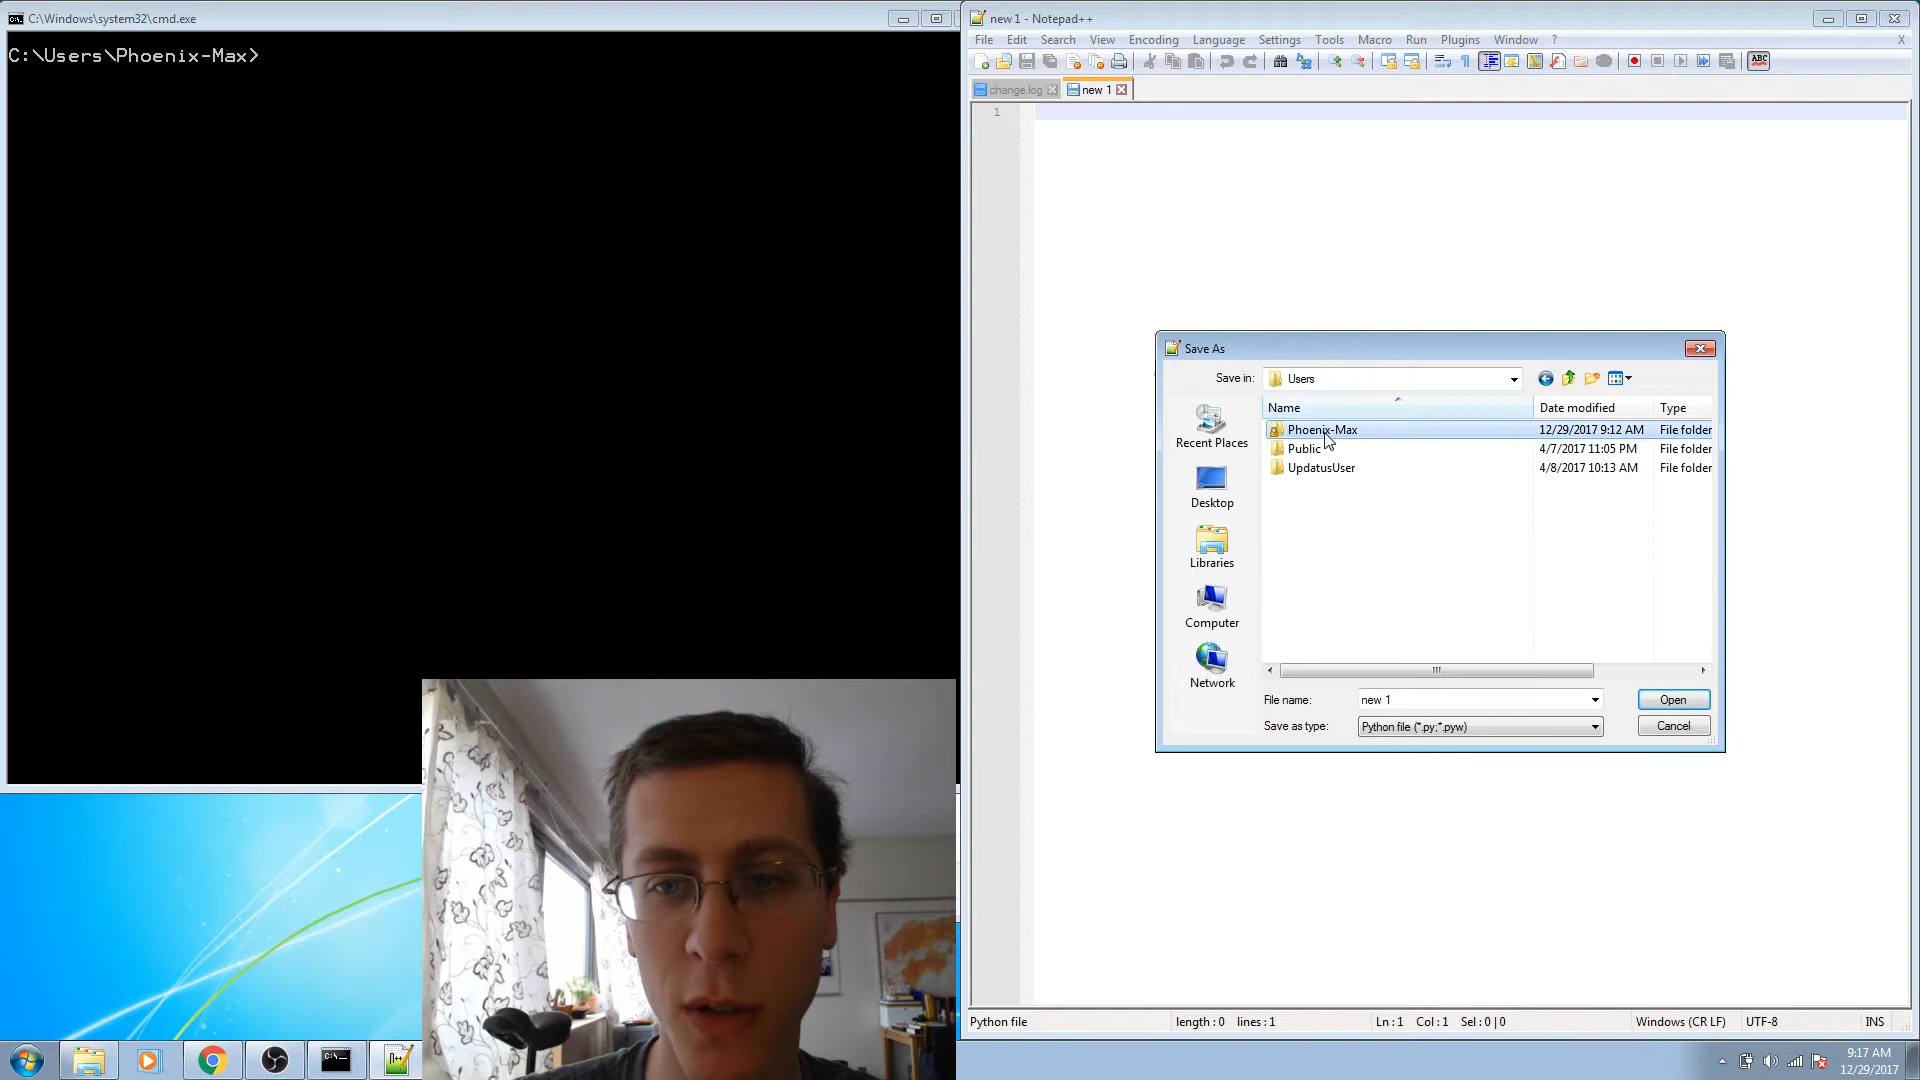 C:\Windows\system32\cmd.exe
C:\Users\Phoenix-Max>
new 1 - Notepad++
File Edit Search View Encoding Language Settings Tools Macro Run Plugins Window ? X
ABC
change.log new 1
1
Save As
Save in: Users
Name Date modified Type
Phoenix-Max 12/29/2017 9:12 AM File folder
Public 4/7/2017 11:05 PM File folder
UpdatusUser 4/8/2017 10:13 AM File folder
Recent Places
Desktop
Libraries
Computer
Network
File name: new 1 Open
Save as type: Python file (*.py;*.pyw) Cancel
Python file length : 0 lines : 1 Ln : 1 Col : 1 Sel : 0 | 0 Windows (CR LF) UTF-8 INS
9:17 AM
12/29/2017